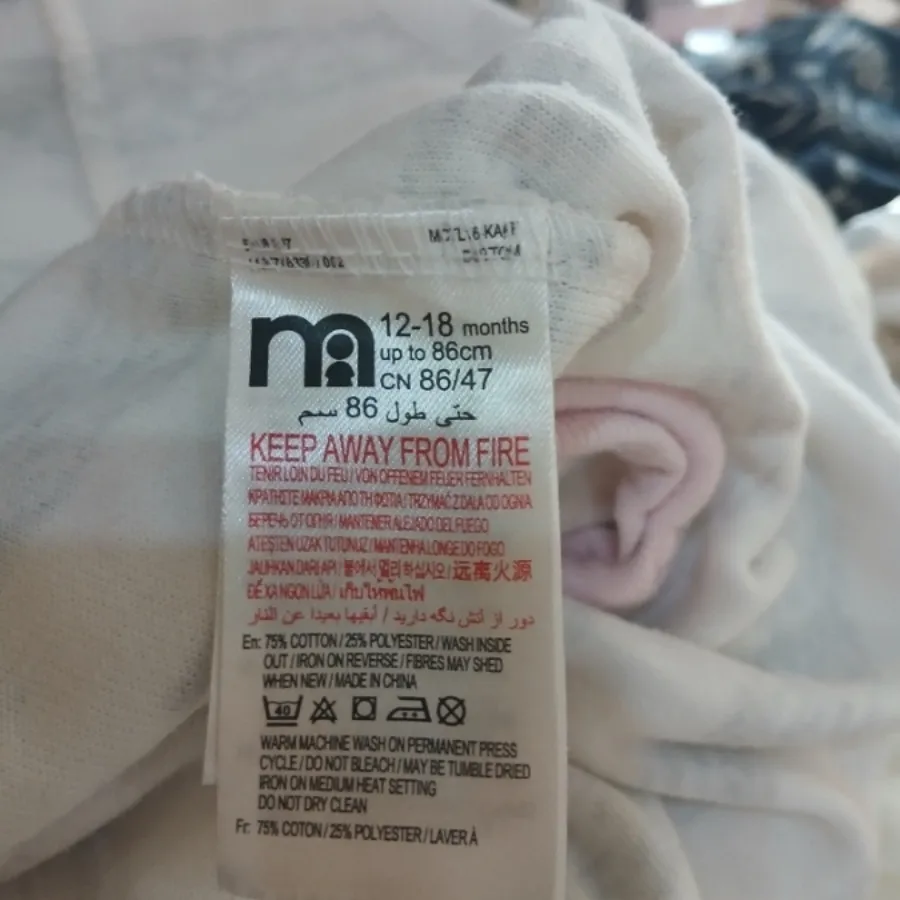 12-18 months
up to 86cm
CN 86/47
حتى طول 86 سم
KEEP AWAY FROM FIRE
TENIR LOIN DU FEU / VON OFFENEM FEUER FERNHALTEN
ΚΡΑΤΗΣΤΕ ΜΑΚΡΙΑ ΑΠΟ ΤΗ ΦΩΤΙΑ / TRZYMAĆ Z DALA OD OGNIA
БЕРЕЧЬ ОТ ОГНЯ / MANTENER ALEJADO DEL FUEGO
ATEŞTEN UZAK TUTUNUZ / MANTENHA LONGE DO FOGO
JAUHKAN DARI API / 불에서 멀리 하십시오 / 远离火源
ĐỂ XA NGỌN LỬA / เก็บให้พ้นไฟ
دور از آتش نگه دارید / أبقيها بعيدا عن النار
En: 75% COTTON / 25% POLYESTER / WASH INSIDE
OUT / IRON ON REVERSE / FIBRES MAY SHED
WHEN NEW / MADE IN CHINA
40
WARM MACHINE WASH ON PERMANENT PRESS
CYCLE / DO NOT BLEACH / MAY BE TUMBLE DRIED
IRON ON MEDIUM HEAT SETTING
DO NOT DRY CLEAN
Fr: 75% COTON / 25% POLYESTER / LAVER À